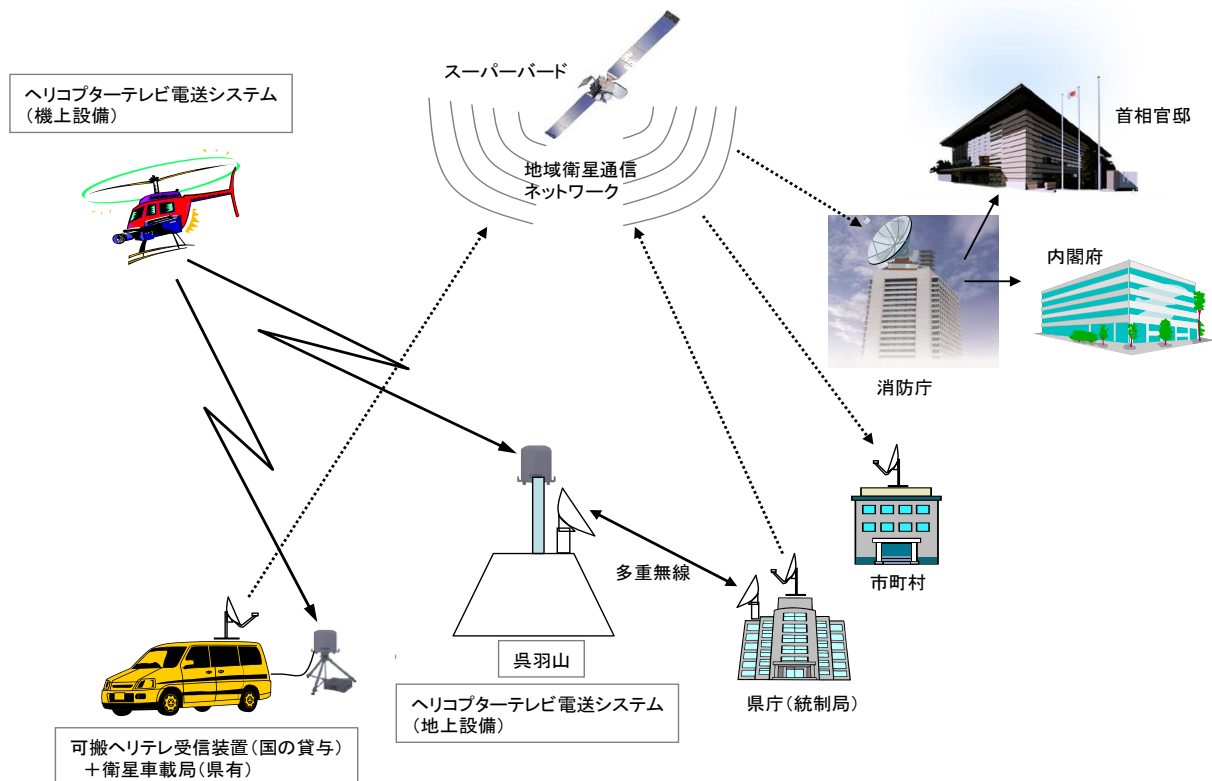 スーパーバード
ヘリコプターテレビ電送システム
（機上設備）
首相官邸
地域衛星通信
ネットワーク
内閣府
消防庁
多重無線
市町村
呉羽山
県庁（統制局）
ヘリコプターテレビ電送システム
（地上設備）
可搬ヘリテレ受信装置（国の貸与）
＋衛星車載局（県有）